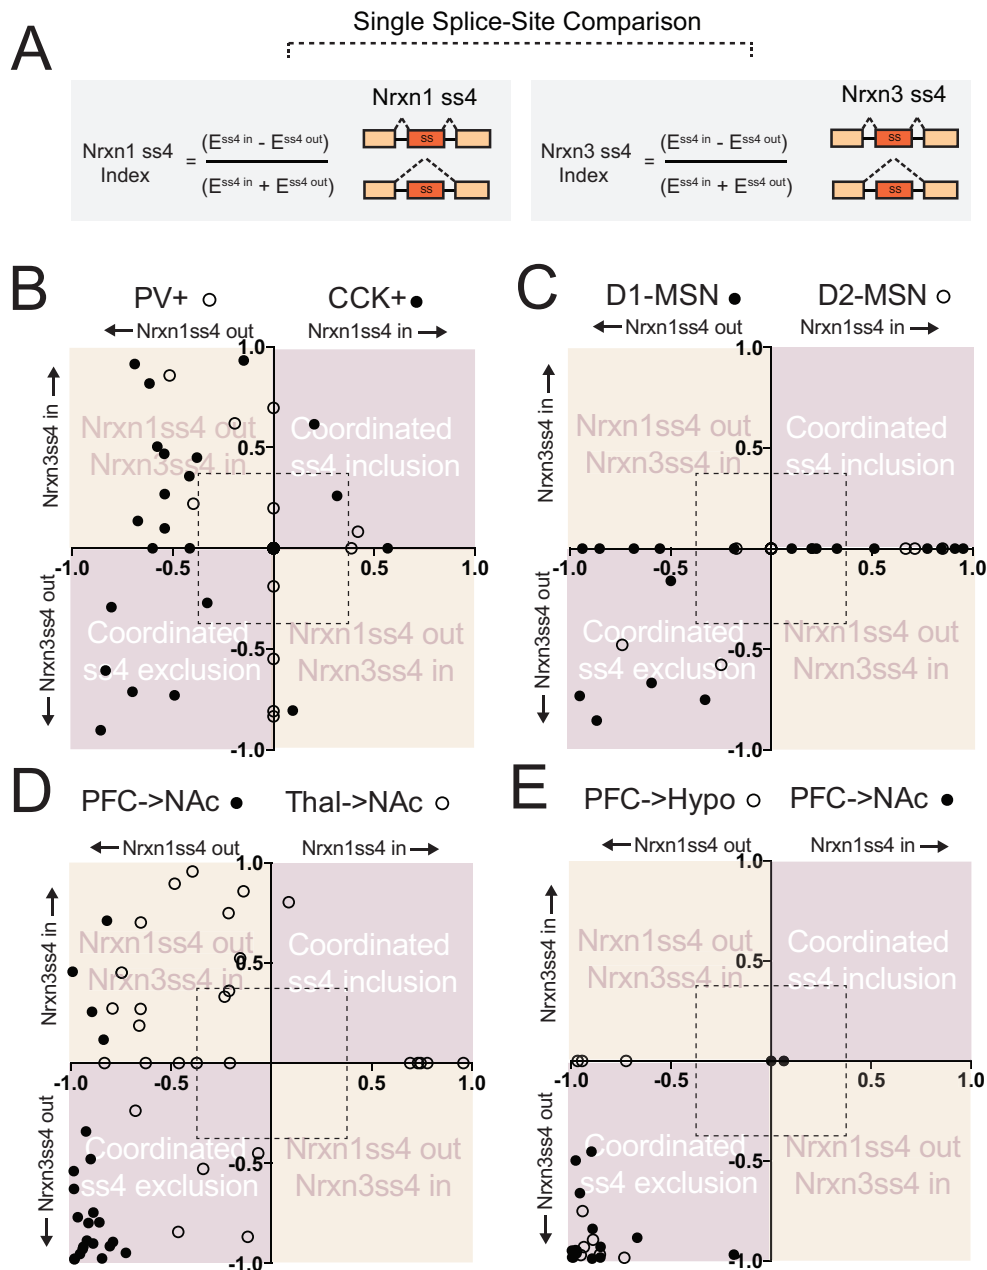 Single Splice-Site Comparison
A
Nrxn1 ss4 Index = (E^ss4 in - E^ss4 out) / (E^ss4 in + E^ss4 out)
Nrxn1 ss4
ss
ss
Nrxn3 ss4 Index = (E^ss4 in - E^ss4 out) / (E^ss4 in + E^ss4 out)
Nrxn3 ss4
ss
ss
B
PV+ CCK+
Nrxn1ss4 out Nrxn1ss4 in
Nrxn3ss4 in
Nrxn3ss4 out
1.0
0.5
-0.5
-1.0
-1.0 -0.5 0.5 1.0
Nrxn1ss4 out
Nrxn3ss4 in
Coordinated
ss4 inclusion
Coordinated
ss4 exclusion
Nrxn1ss4 out
Nrxn3ss4 in
C
D1-MSN D2-MSN
Nrxn1ss4 out Nrxn1ss4 in
Nrxn3ss4 in
Nrxn3ss4 out
1.0
0.5
-0.5
-1.0
-1.0 -0.5 0.5 1.0
Nrxn1ss4 out
Nrxn3ss4 in
Coordinated
ss4 inclusion
Coordinated
ss4 exclusion
Nrxn1ss4 out
Nrxn3ss4 in
D
PFC->NAc Thal->NAc
Nrxn1ss4 out Nrxn1ss4 in
Nrxn3ss4 in
Nrxn3ss4 out
1.0
0.5
-0.5
-1.0
-1.0 -0.5 0.5 1.0
Nrxn1ss4 out
Nrxn3ss4 in
Coordinated
ss4 inclusion
Coordinated
ss4 exclusion
Nrxn1ss4 out
Nrxn3ss4 in
E
PFC->Hypo PFC->NAc
Nrxn1ss4 out Nrxn1ss4 in
Nrxn3ss4 in
Nrxn3ss4 out
1.0
0.5
-0.5
-1.0
-1.0 -0.5 0.5 1.0
Nrxn1ss4 out
Nrxn3ss4 in
Coordinated
ss4 inclusion
Coordinated
ss4 exclusion
Nrxn1ss4 out
Nrxn3ss4 in